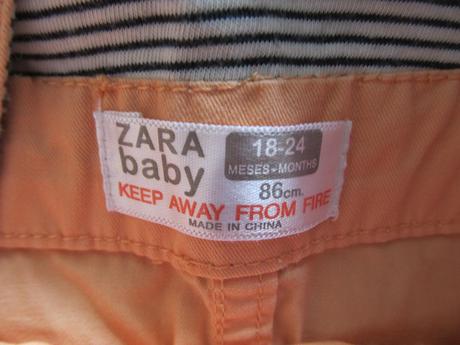 ZARA
baby
18-24
MESES-MONTHS
86cm.
KEEP AWAY FROM FIRE
MADE IN CHINA